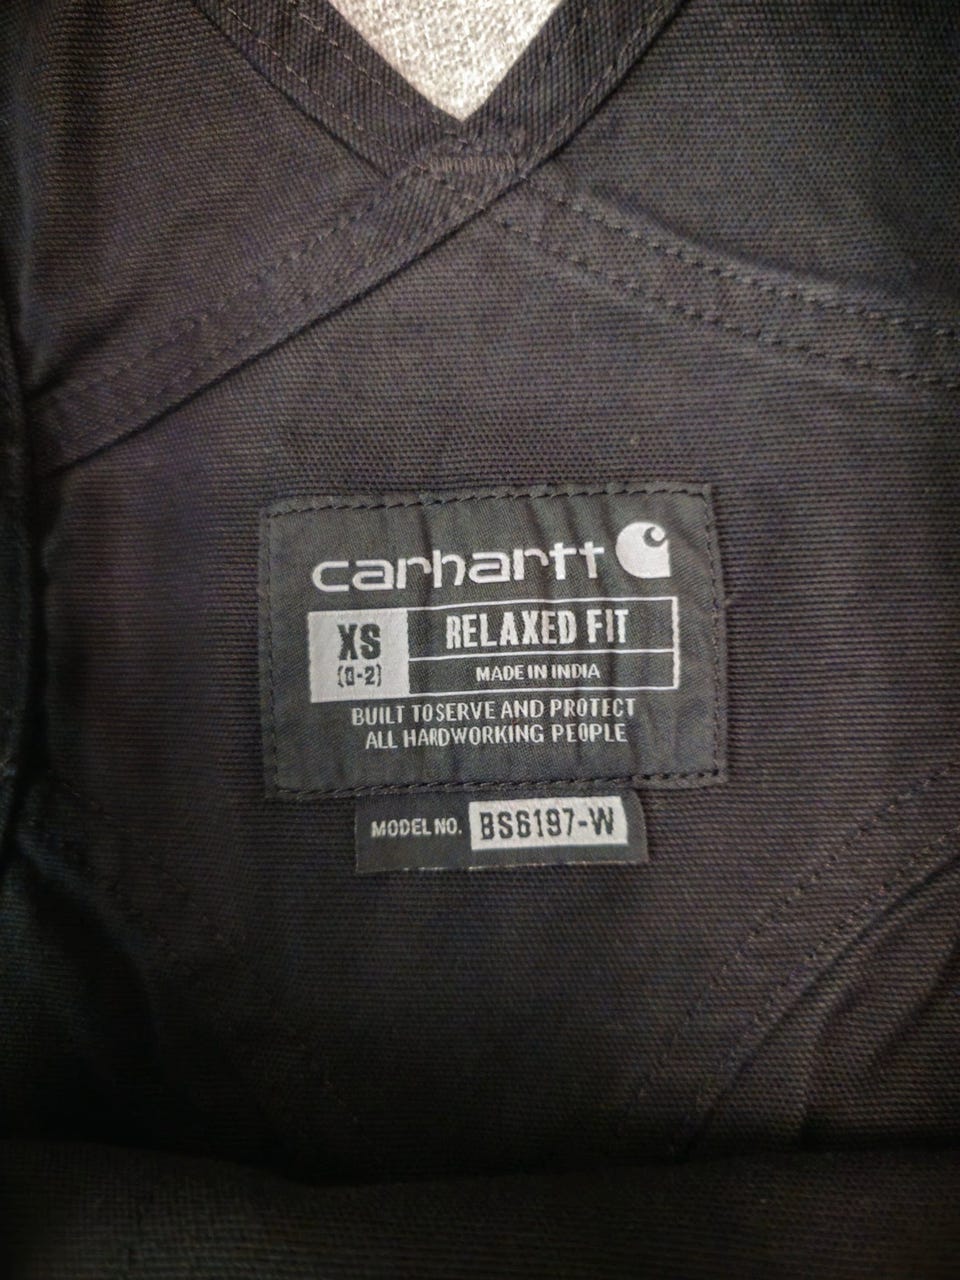 carhartt
XS
(0-2)
RELAXED FIT
MADE IN INDIA
BUILT TO SERVE AND PROTECT
ALL HARDWORKING PEOPLE
MODEL NO. BS6197-W